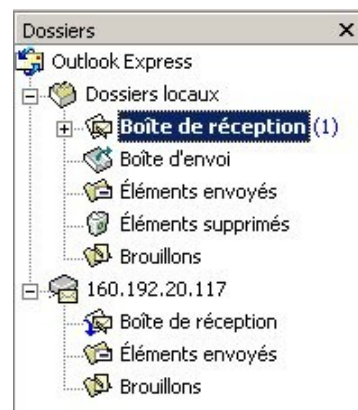 Dossiers
Outlook Express
Dossiers locaux
Boîte de réception (1)
Boîte d'envoi
Éléments envoyés
Éléments supprimés
Brouillons
160.192.20.117
Boîte de réception
Éléments envoyés
Brouillons